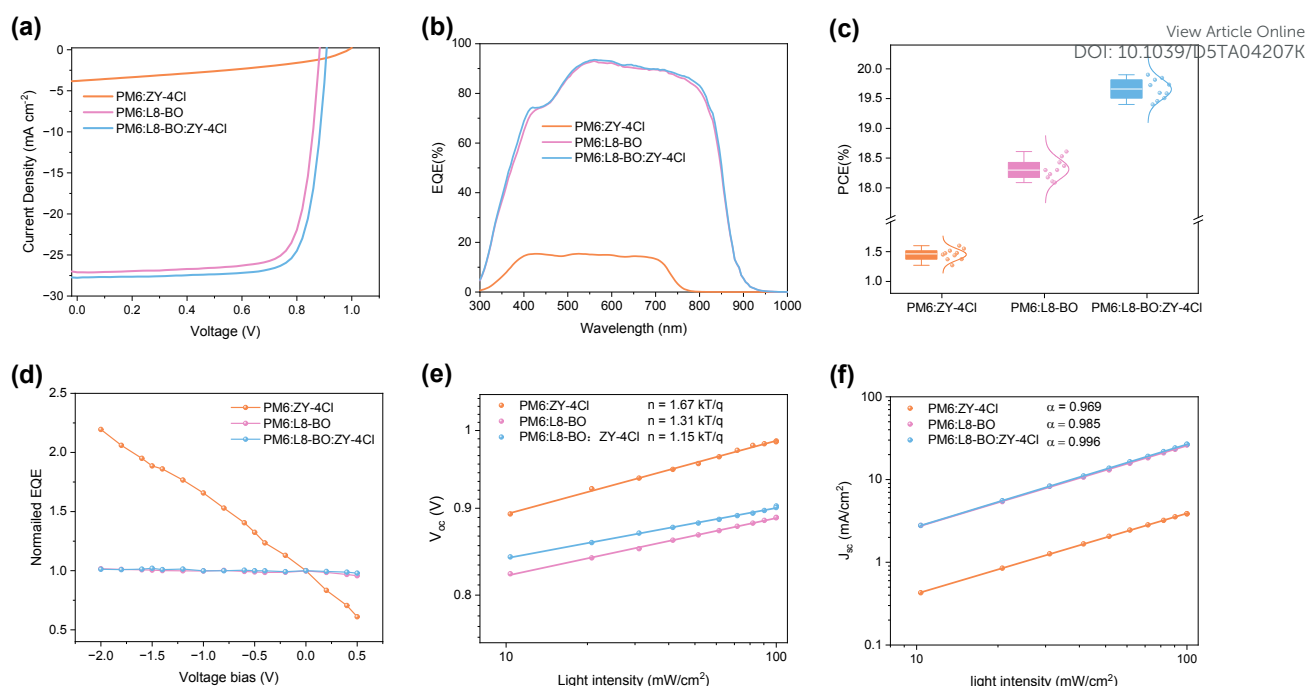 View Article Online
DOI: 10.1039/D5TA04207K
(a)
0
−5
−10
−15
−20
−25
−30
Current Density (mA cm⁻²)
PM6:ZY-4Cl
PM6:L8-BO
PM6:L8-BO:ZY-4Cl
0.0 0.2 0.4 0.6 0.8 1.0
Voltage (V)
(b)
100
80
60
40
20
0
EQE(%)
PM6:ZY-4Cl
PM6:L8-BO
PM6:L8-BO:ZY-4Cl
300 400 500 600 700 800 900 1000
Wavelength (nm)
(c)
20.0
19.5
19.0
18.5
18.0
1.5
1.0
PCE(%)
PM6:ZY-4Cl PM6:L8-BO PM6:L8-BO:ZY-4Cl
(d)
2.5
2.0
1.5
1.0
0.5
Normailed EQE
PM6:ZY-4Cl
PM6:L8-BO
PM6:L8-BO:ZY-4Cl
−2.0 −1.5 −1.0 −0.5 0.0 0.5
Voltage bias (V)
(e)
PM6:ZY-4Cl n = 1.67 kT/q
PM6:L8-BO n = 1.31 kT/q
PM6:L8-BO：ZY-4Cl n = 1.15 kT/q
1
0.9
0.8
Voc (V)
10 100
Light intensity (mW/cm²)
(f)
100
10
1
0.1
Jsc (mA/cm²)
PM6:ZY-4Cl α = 0.969
PM6:L8-BO α = 0.985
PM6:L8-BO:ZY-4Cl α = 0.996
10 100
light intensity (mW/cm²)